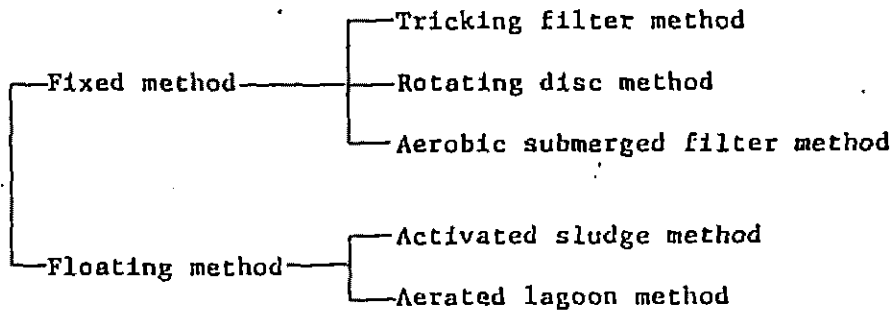 Tricking filter method
Fixed method
Rotating disc method
Aerobic submerged filter method
Activated sludge method
Floating method
Aerated lagoon method